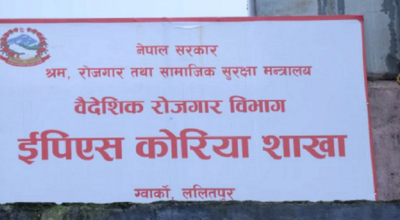 नेपाल सरकार
श्रम, रोजगार तथा सामाजिक सुरक्षा मन्त्रालय
वैदेशिक रोजगार विभाग
ईपिएस कोरिया शाखा
ग्वार्को, ललितपुर